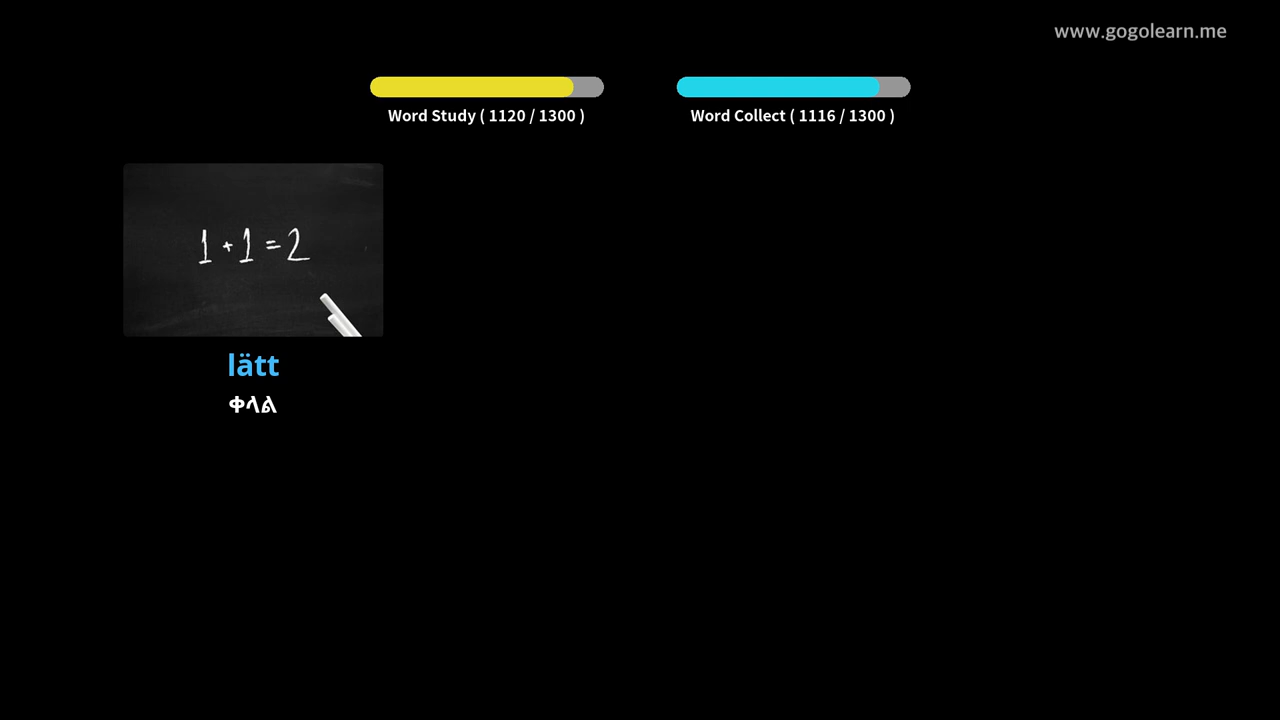 www.gogolearn.me
Word Study ( 1120 / 1300 )
Word Collect ( 1116 / 1300 )
1 + 1 = 2
lätt
ቀላል